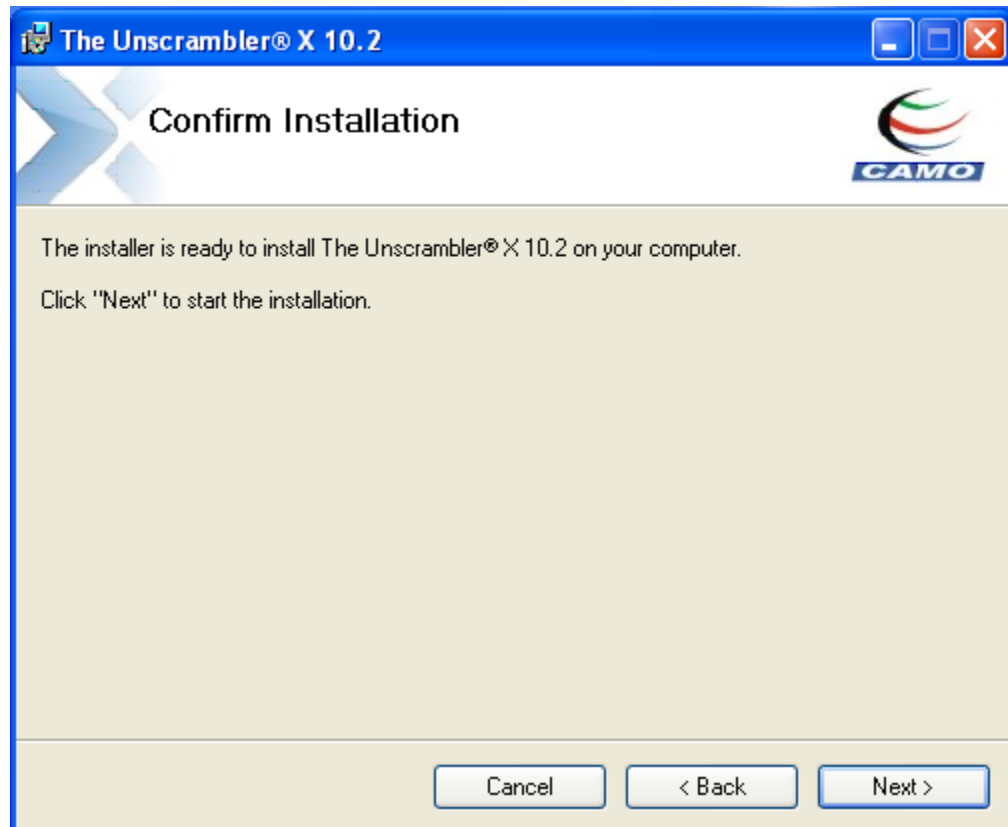 The Unscrambler® X 10.2
Confirm Installation
CAMO
The installer is ready to install The Unscrambler® X 10.2 on your computer.
Click "Next" to start the installation.
Cancel
< Back
Next >